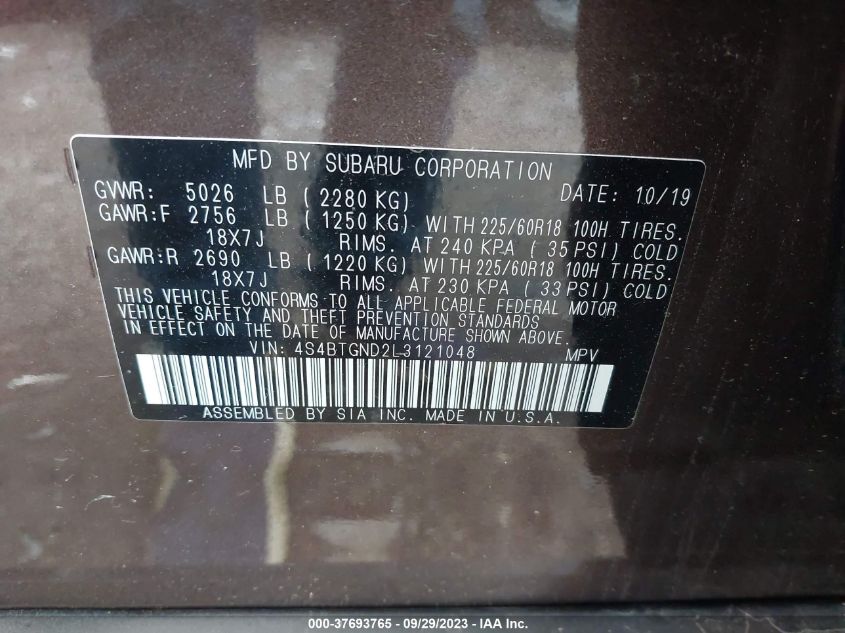 MFD BY SUBARU CORPORATION
GVWR: 5026 LB ( 2280 KG) DATE: 10/19
GAWR:F 2756 LB ( 1250 KG) WITH 225/60R18 100H TIRES.
18X7J RIMS. AT 240 KPA ( 35 PSI) COLD
GAWR:R 2690 LB ( 1220 KG) WITH 225/60R18 100H TIRES.
18X7J RIMS. AT 230 KPA ( 33 PSI) COLD
THIS VEHICLE CONFORMS TO ALL APPLICABLE FEDERAL MOTOR
VEHICLE SAFETY AND THEFT PREVENTION STANDARDS
IN EFFECT ON THE DATE OF MANUFACTURE SHOWN ABOVE.
VIN: 4S4BTGND2L3121048 MPV
ASSEMBLED BY SIA INC. MADE IN U.S.A.
000-37693765 - 09/29/2023 - IAA Inc.